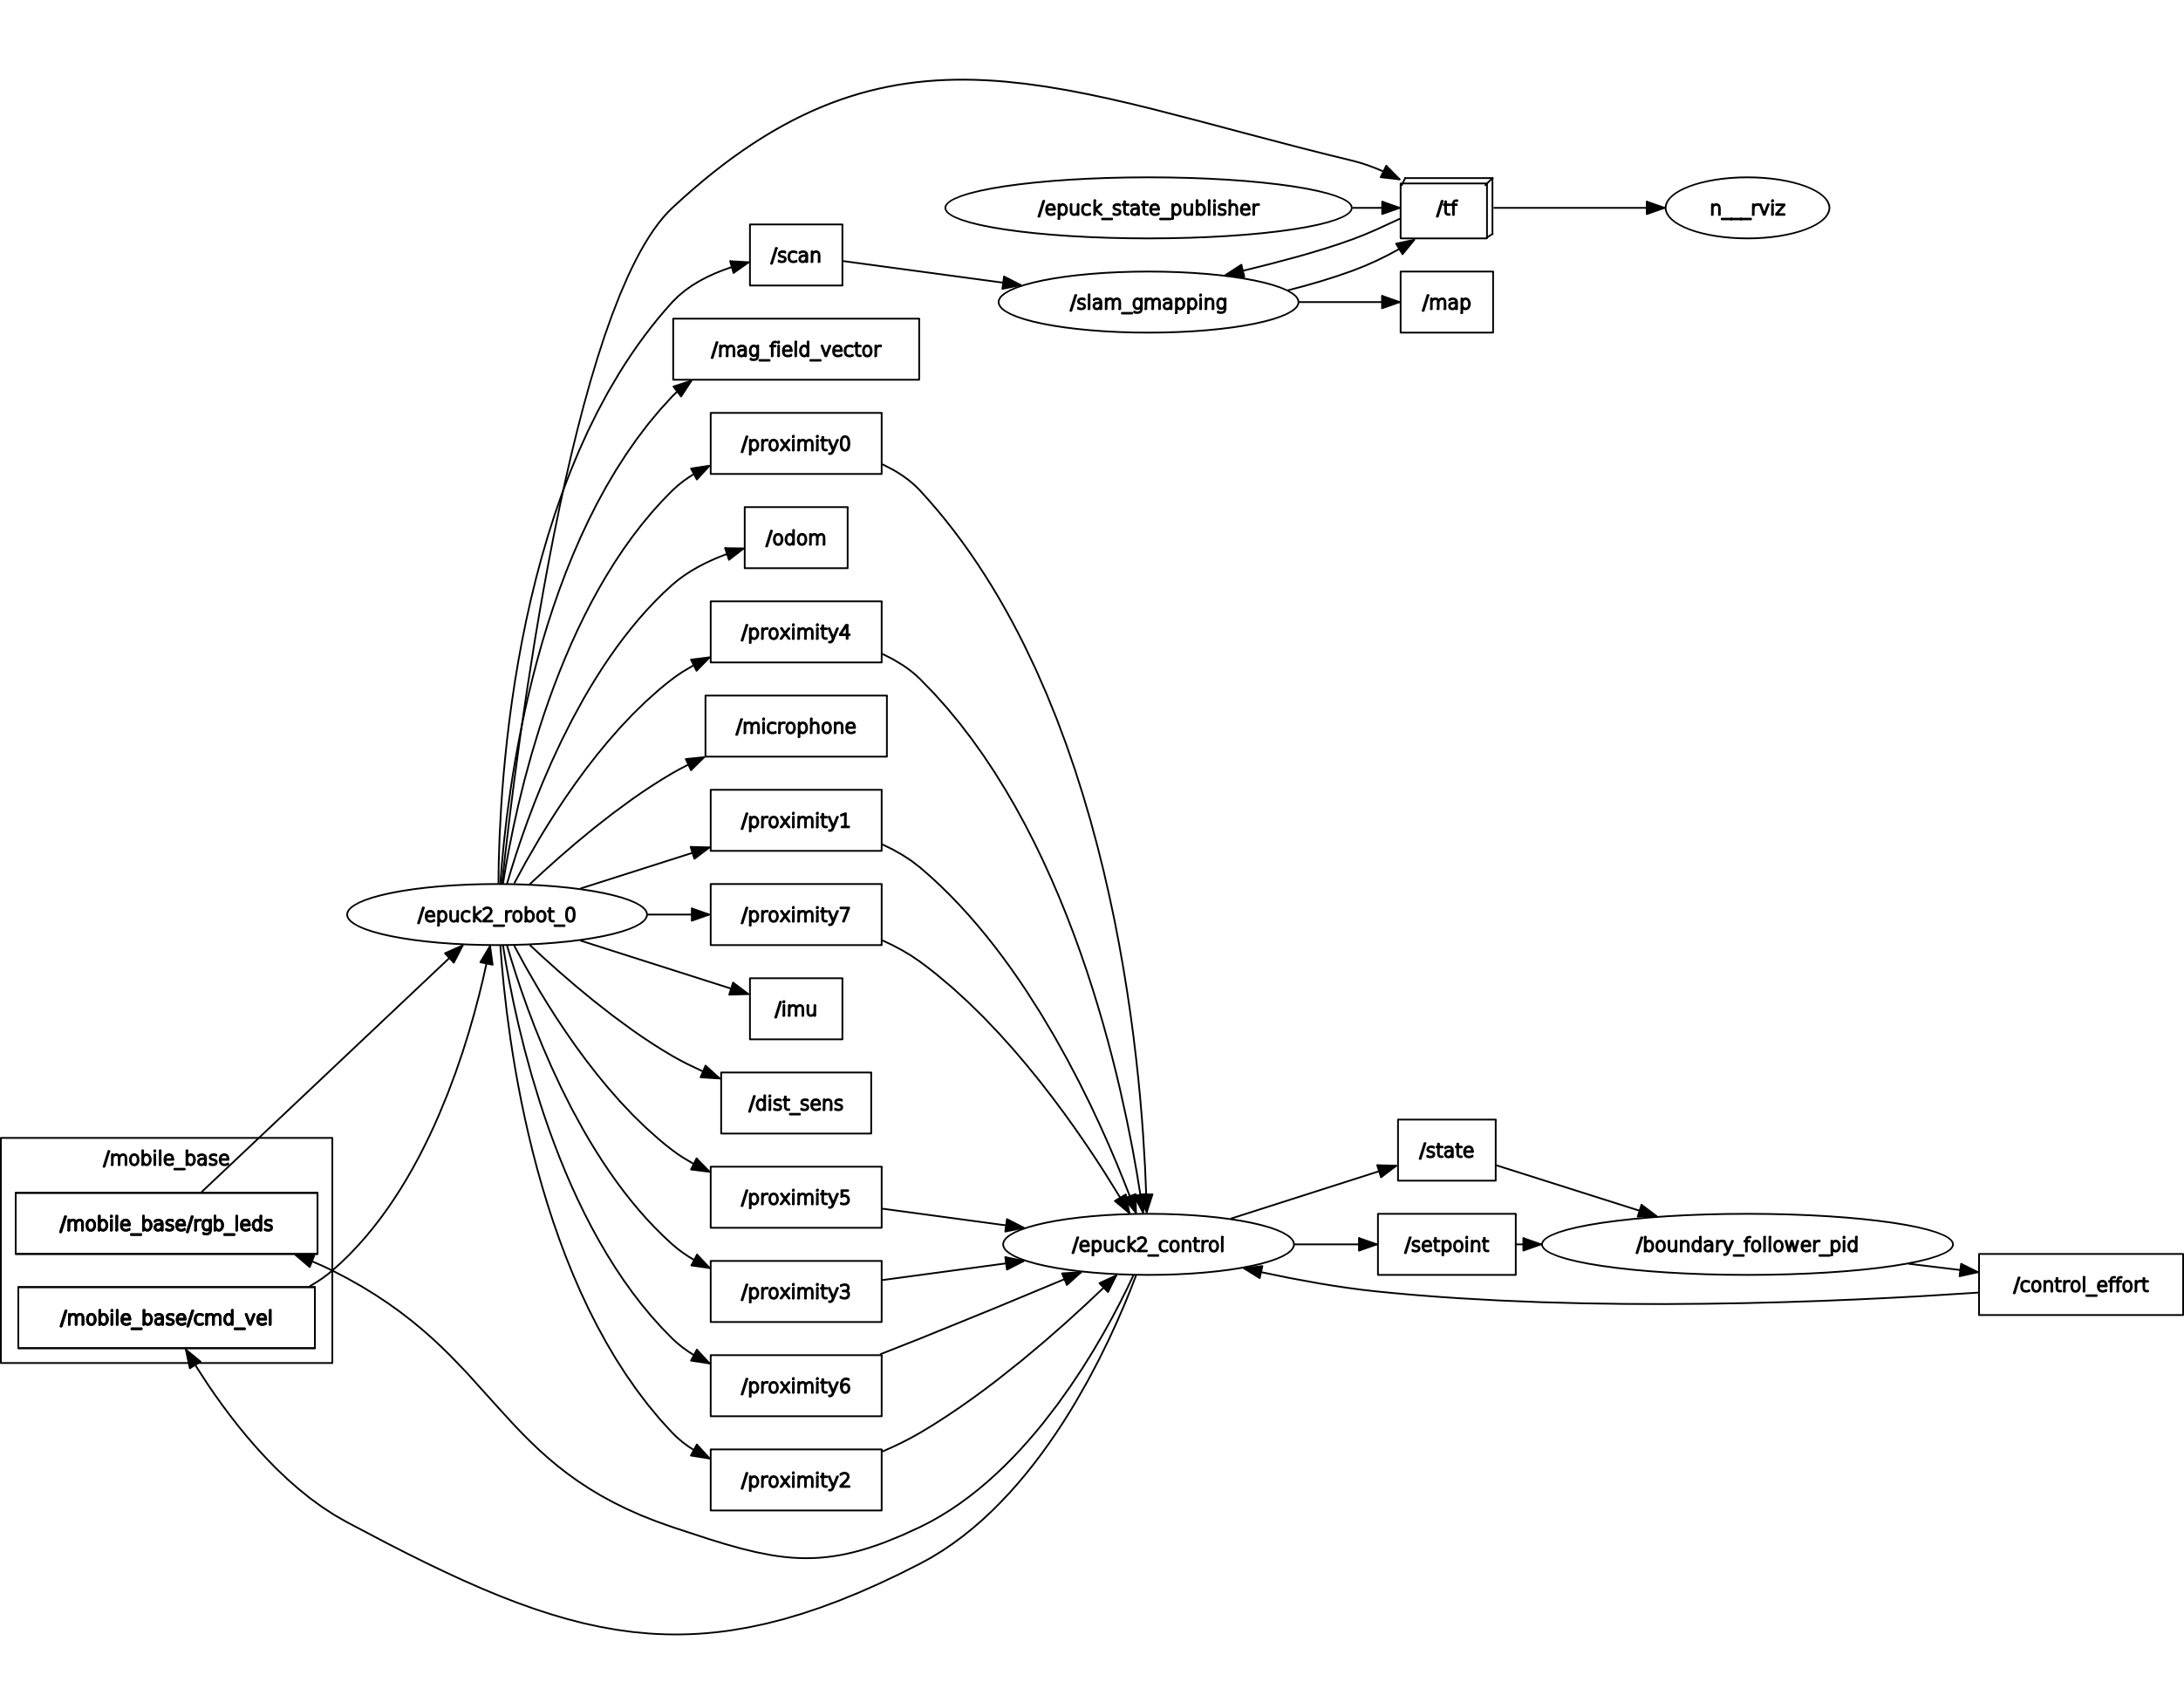 /epuck_state_publisher
/tf
n___rviz
/scan
/slam_gmapping
/map
/mag_field_vector
/proximity0
/odom
/proximity4
/microphone
/proximity1
/epuck2_robot_0
/proximity7
/imu
/dist_sens
/mobile_base
/mobile_base/rgb_leds
/mobile_base/cmd_vel
/proximity5
/proximity3
/proximity6
/proximity2
/epuck2_control
/state
/setpoint
/boundary_follower_pid
/control_effort